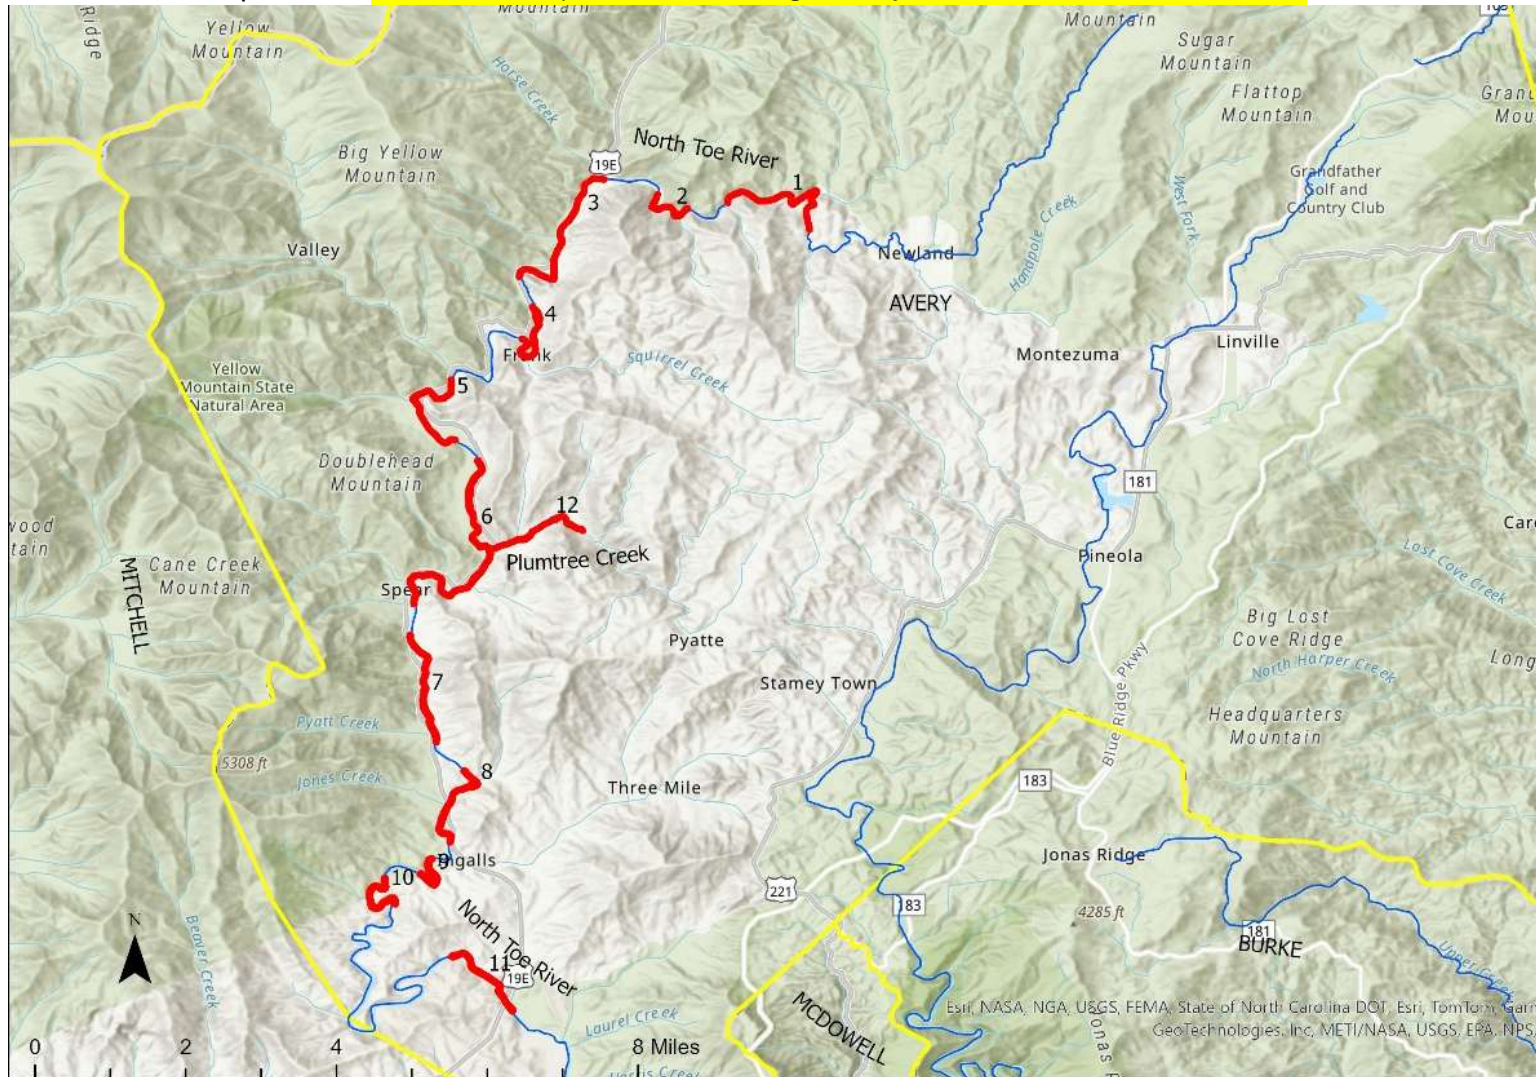 Mountain
Mountain
Ridge
Yellow
Mountain
Sugar
Mountain
Horse Creek
Flattop
Mountain
North Toe River
Big Yellow
Mountain
19E
Grandfather
Golf and
Country Club
West Fork
1
2
3
Handpole Creek
Valley
Newland
AVERY
4
Linville
Frank
Squirrel Creek
Montezuma
Yellow
Mountain State
Natural Area
5
Doublehead
Mountain
181
12
6
Plumtree Creek
Pineola
Lost Cove Creek
MITCHELL
Cane Creek
Mountain
Spear
Big Lost
Cove Ridge
Pyatte
North Harper Creek
Stamey Town
7
Blue Ridge Pkwy
Headquarters
Mountain
Pyatt Creek
5308 ft
Jones Creek
8
Three Mile
183
9
Ingalls
Jonas Ridge
10
221
183
4285 ft
North Toe River
N
Beaver Creek
181
BURKE
11
19E
MCDOWELL
Laurel Creek
Esri, NASA, NGA, USGS, FEMA, State of North Carolina DOT, Esri, TomTom,
GeoTechnologies, Inc, METI/NASA, USGS, EPA, NPS,
0 2 4 8 Miles